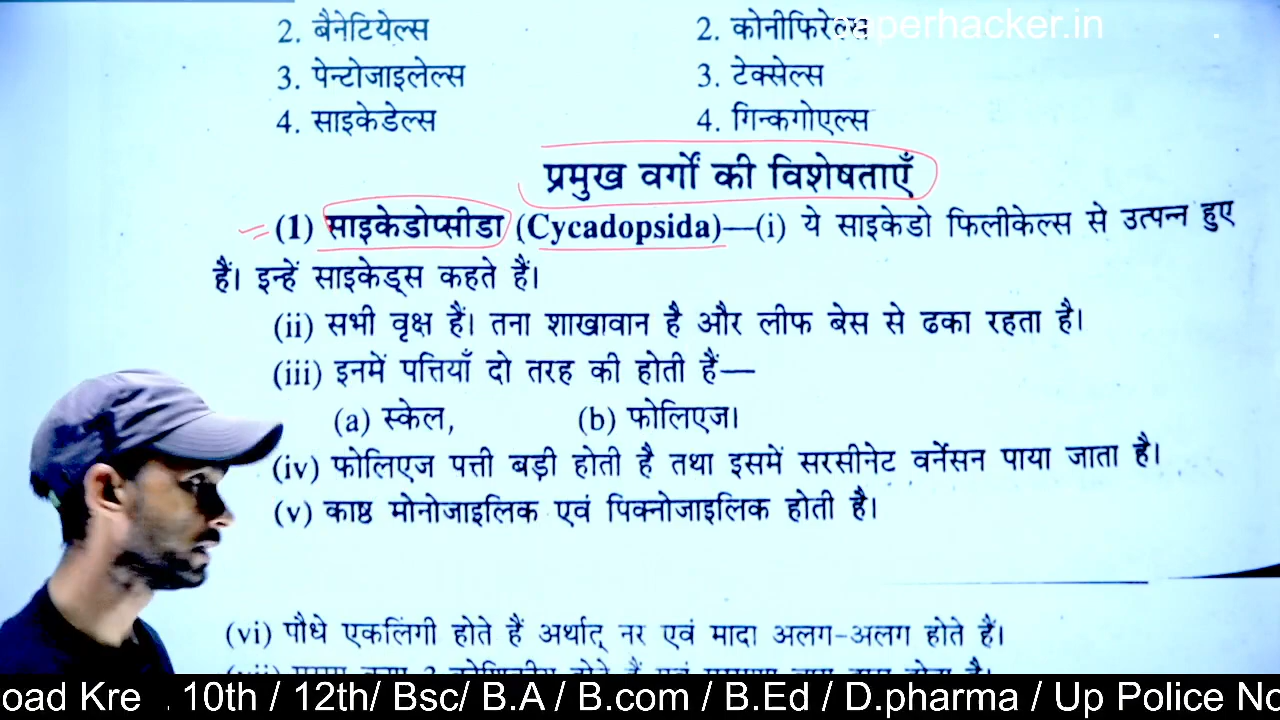 2. बैनेटियेल्स 2. कोनीफिरेल्स paperhacker.in
3. पेन्टोजाइलेल्स 3. टेक्सेल्स
4. साइकेडेल्स 4. गिन्कगोएल्स
प्रमुख वर्गों की विशेषताएँ
(1) साइकेडोप्सीडा (Cycadopsida)—(i) ये साइकेडो फिलीकेल्स से उत्पन्न हुए
हैं। इन्हें साइकेड्स कहते हैं।
(ii) सभी वृक्ष हैं। तना शाखावान है और लीफ बेस से ढका रहता है।
(iii) इनमें पत्तियाँ दो तरह की होती हैं—
(a) स्केल, (b) फोलिएज।
(iv) फोलिएज पत्ती बड़ी होती है तथा इसमें सरसीनेट वर्नेसन पाया जाता है।
(v) काष्ठ मोनोजाइलिक एवं पिक्नोजाइलिक होती है।
(vi) पौधे एकलिंगी होते हैं अर्थात् नर एवं मादा अलग-अलग होते हैं।
oad Kre . 10th / 12th/ Bsc/ B.A / B.com / B.Ed / D.pharma / Up Police No